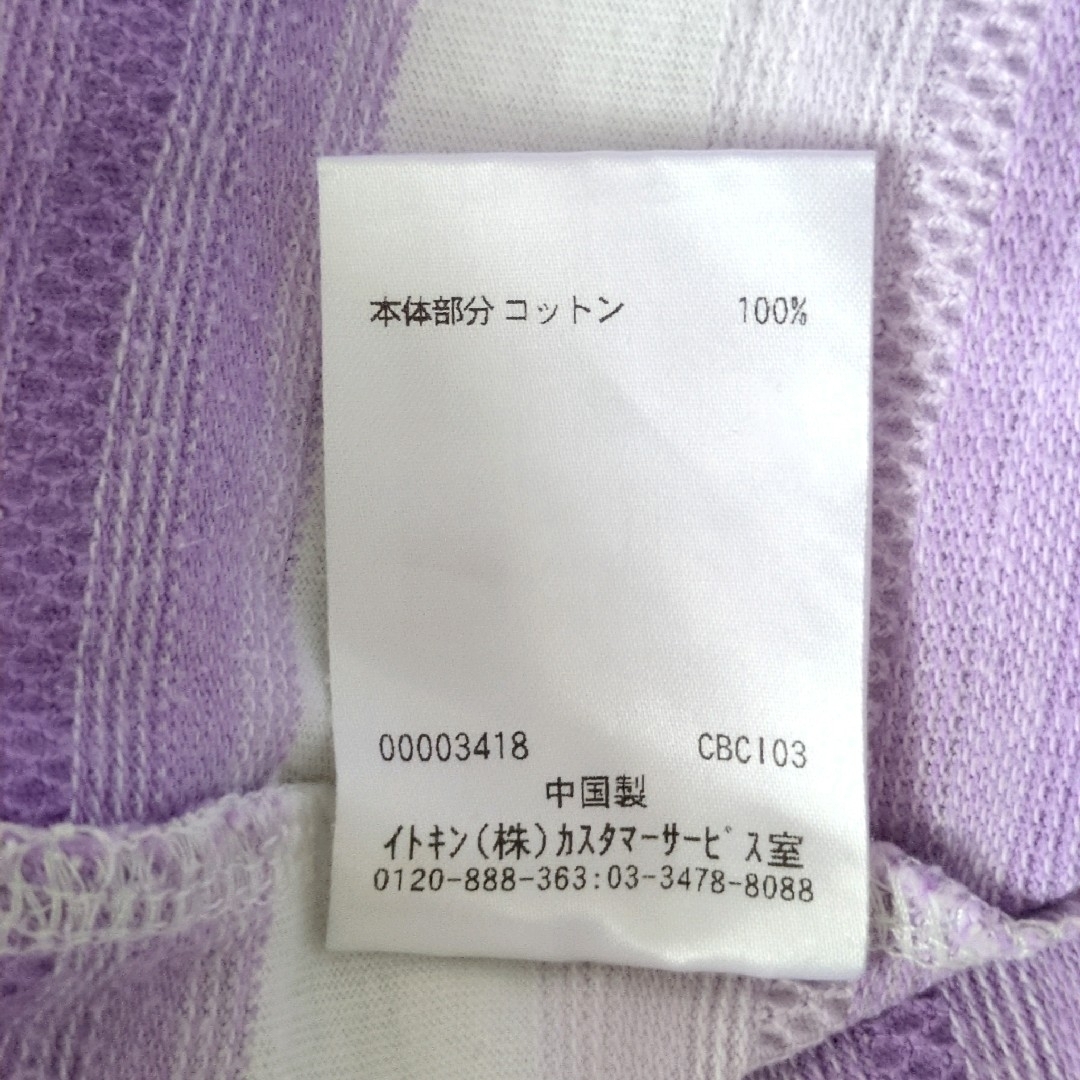 本体部分 コットン 100%
00003418 CBCI03
中国製
イトキン(株)カスタマーサービス室
0120-888-363:03-3478-8088